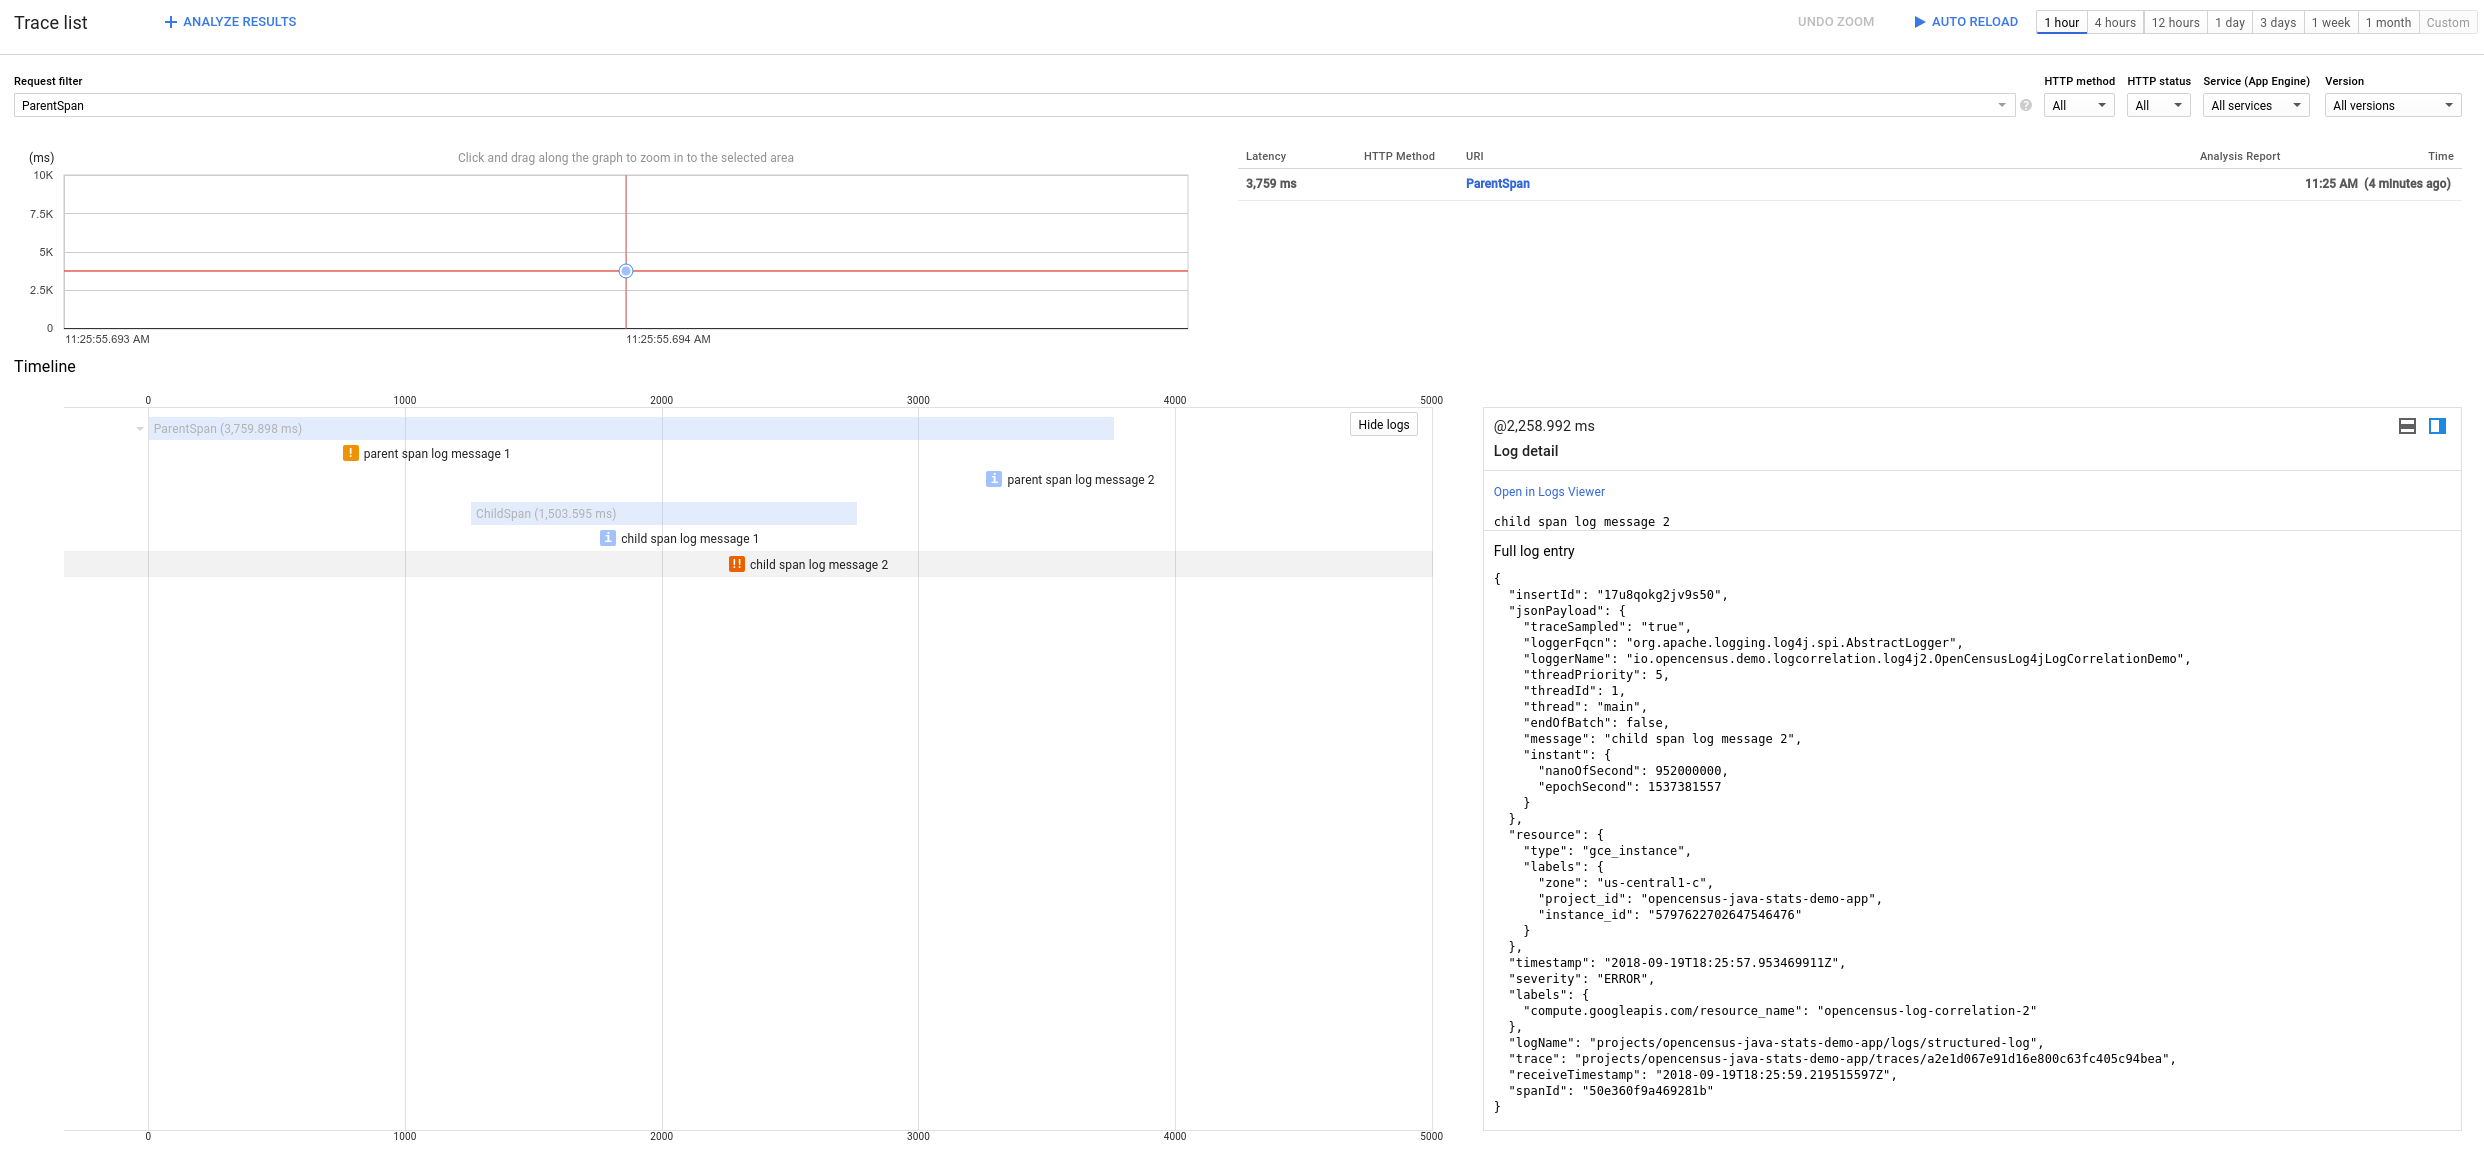 Trace list
ANALYZE RESULTS
UNDO ZOOM
AUTO RELOAD
1 hour
4 hours
12 hours
1 day
3 days
1 week
1 month
Custom
Request filter
ParentSpan
?
HTTP method
All
HTTP status
All
Service (App Engine)
All services
Version
All versions
(ms)
Click and drag along the graph to zoom in to the selected area
10K
7.5K
5K
2.5K
0
11:25:55.693 AM
11:25:55.694 AM
Latency HTTP Method URI Analysis Report Time
3,759 ms ParentSpan 11:25 AM (4 minutes ago)
Timeline
0 1000 2000 3000 4000 5000
ParentSpan (3,759.898 ms)
Hide logs
! parent span log message 1
i parent span log message 2
ChildSpan (1,503.595 ms)
i child span log message 1
!! child span log message 2
0 1000 2000 3000 4000 5000
@2,258.992 ms
Log detail
Open in Logs Viewer
child span log message 2
Full log entry
{
"insertId": "17u8qokg2jv9s50",
"jsonPayload": {
"traceSampled": "true",
"loggerFqcn": "org.apache.logging.log4j.spi.AbstractLogger",
"loggerName": "io.opencensus.demo.logcorrelation.log4j2.OpenCensusLog4jLogCorrelationDemo",
"threadPriority": 5,
"threadId": 1,
"thread": "main",
"endOfBatch": false,
"message": "child span log message 2",
"instant": {
"nanoOfSecond": 952000000,
"epochSecond": 1537381557
}
},
"resource": {
"type": "gce_instance",
"labels": {
"zone": "us-central1-c",
"project_id": "opencensus-java-stats-demo-app",
"instance_id": "5797622702647546476"
}
},
"timestamp": "2018-09-19T18:25:57.953469911Z",
"severity": "ERROR",
"labels": {
"compute.googleapis.com/resource_name": "opencensus-log-correlation-2"
},
"logName": "projects/opencensus-java-stats-demo-app/logs/structured-log",
"trace": "projects/opencensus-java-stats-demo-app/traces/a2e1d067e91d16e800c63fc405c94bea",
"receiveTimestamp": "2018-09-19T18:25:59.219515597Z",
"spanId": "50e360f9a469281b"
}